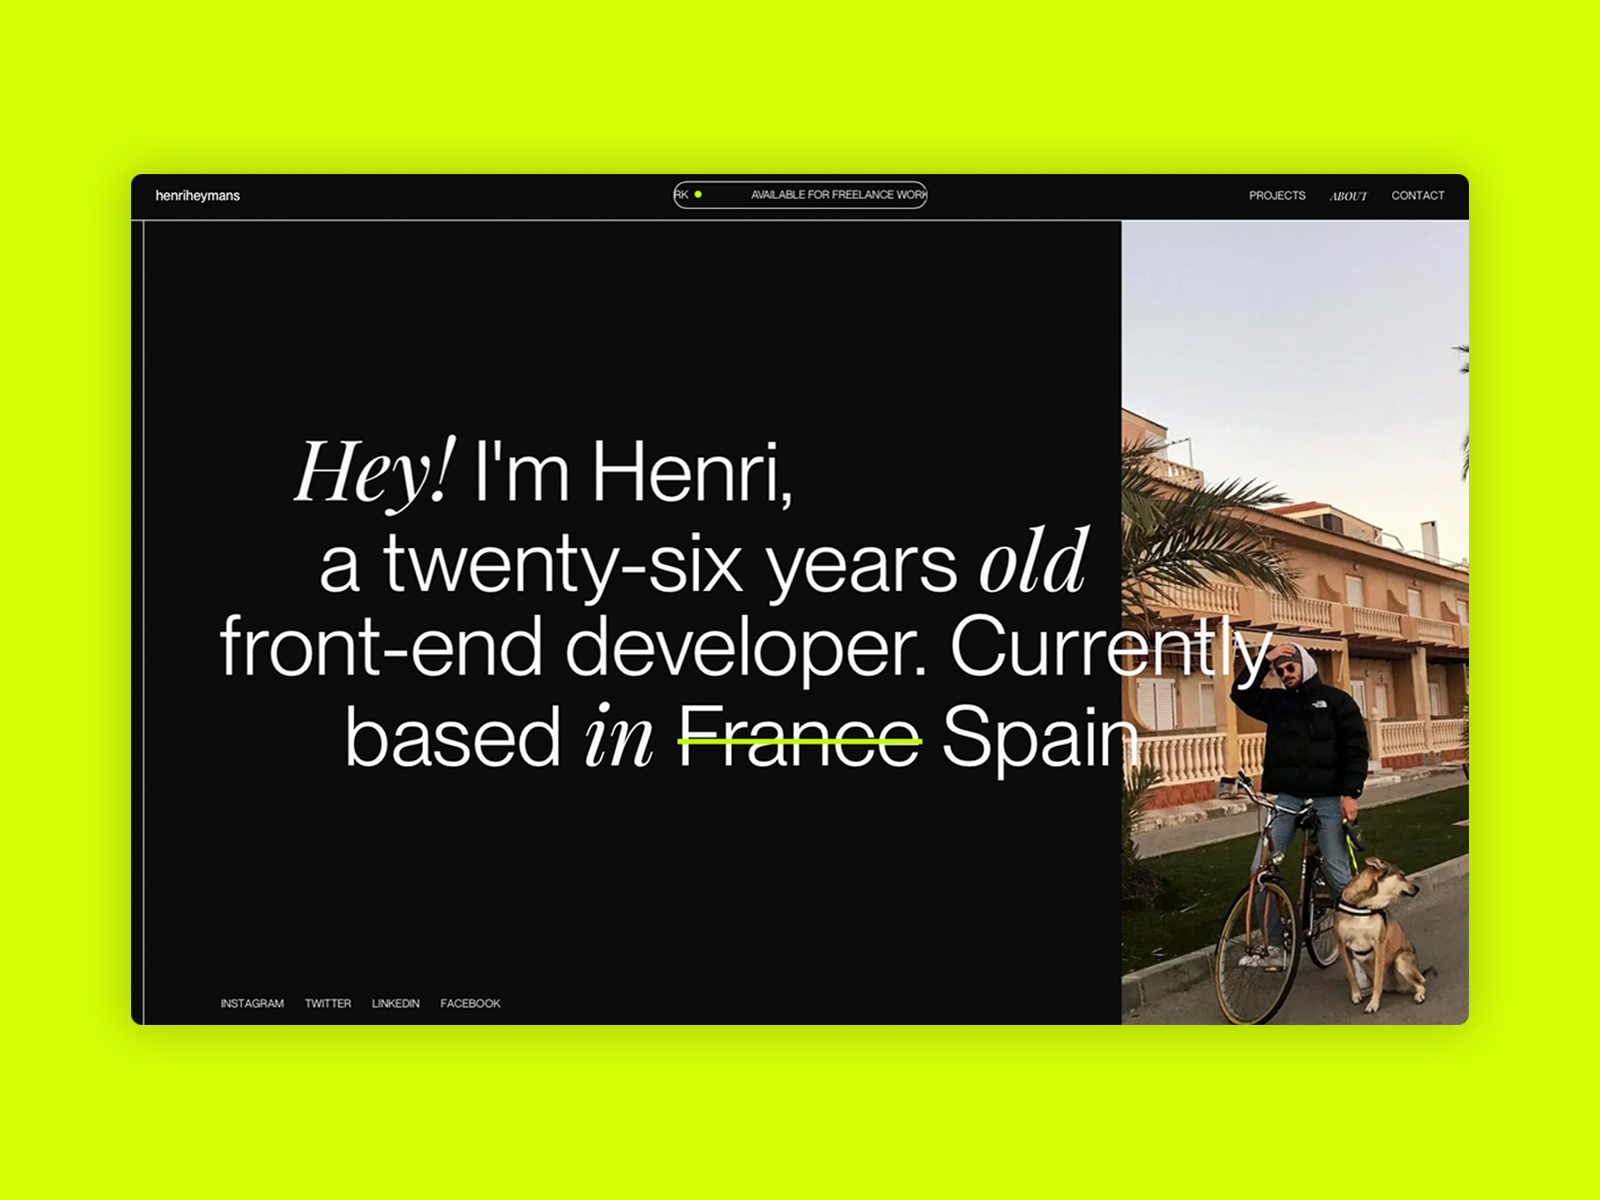 henriheymans
RK • AVAILABLE FOR FREELANCE WORK
PROJECTS ABOUT CONTACT
Hey! I'm Henri,
a twenty-six years old
front-end developer. Currently
based in France Spain
INSTAGRAM TWITTER LINKEDIN FACEBOOK